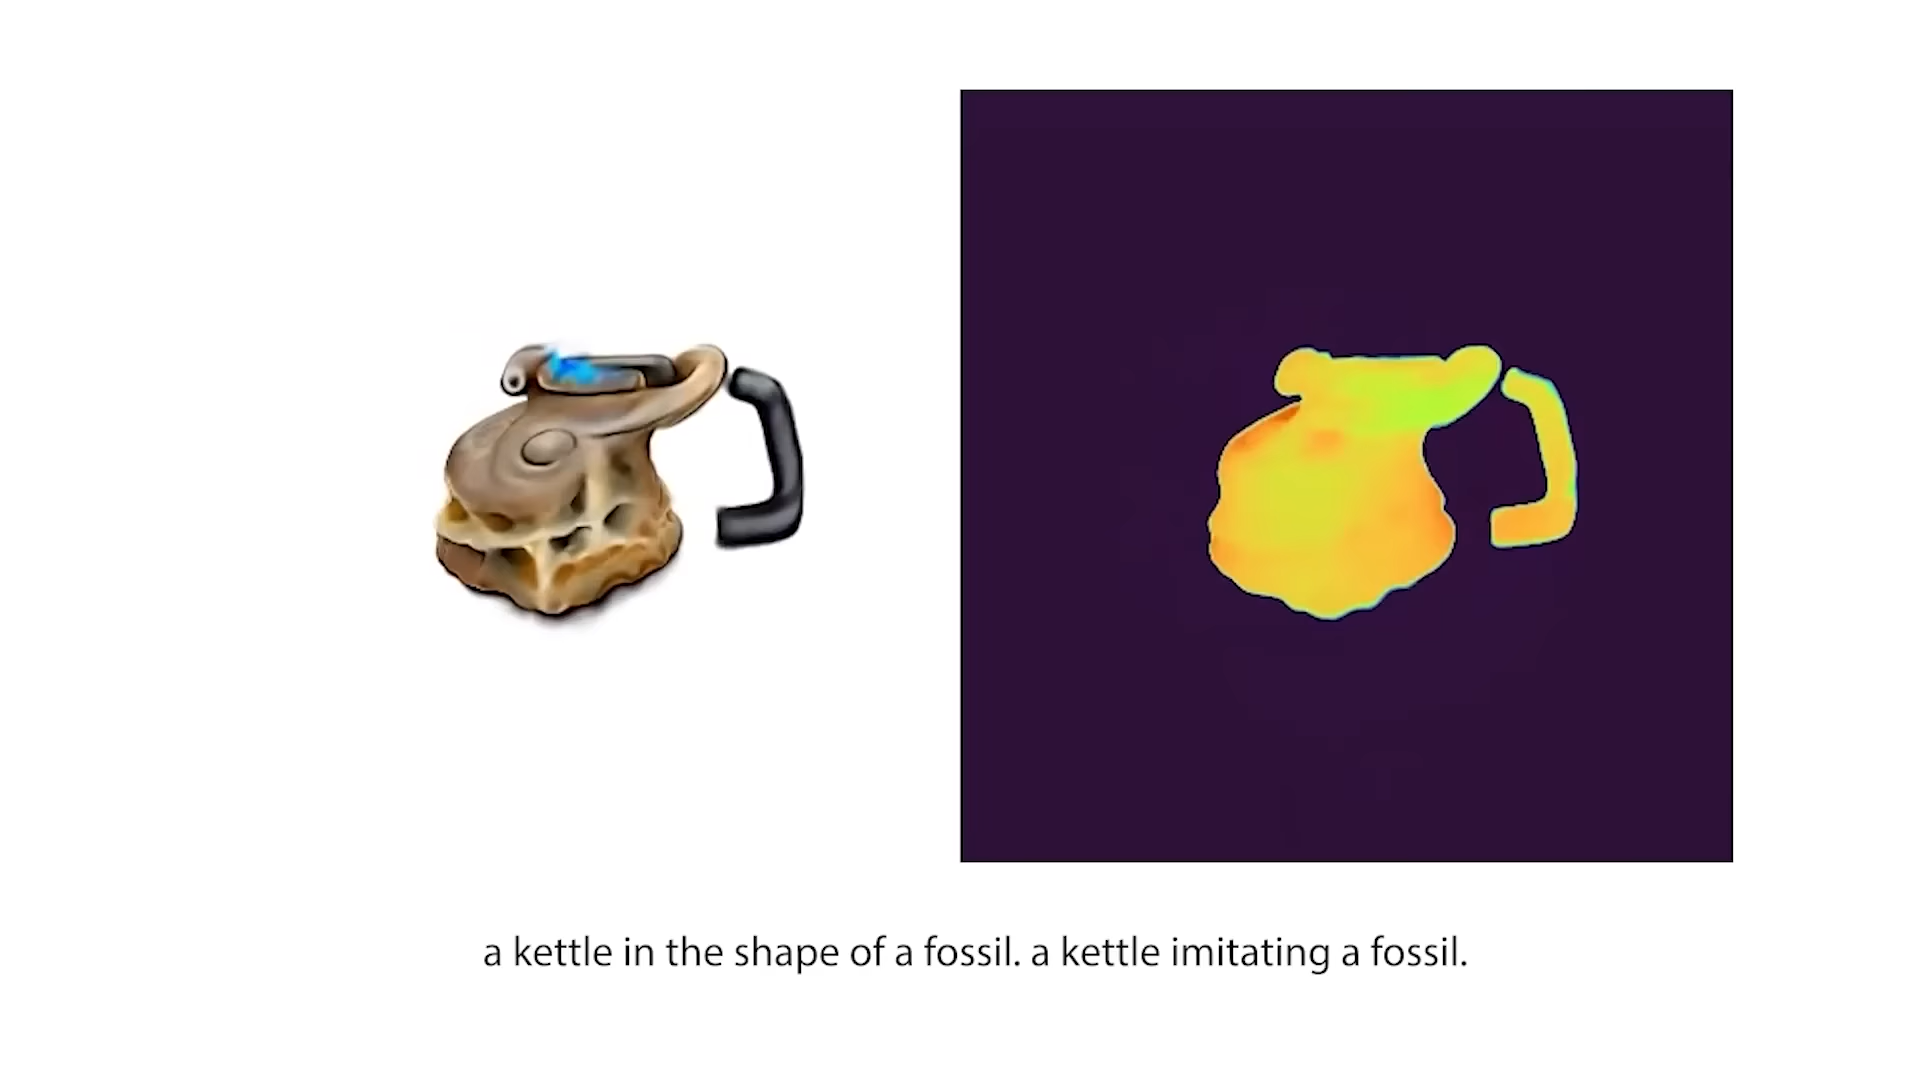 a kettle in the shape of a fossil. a kettle imitating a fossil.